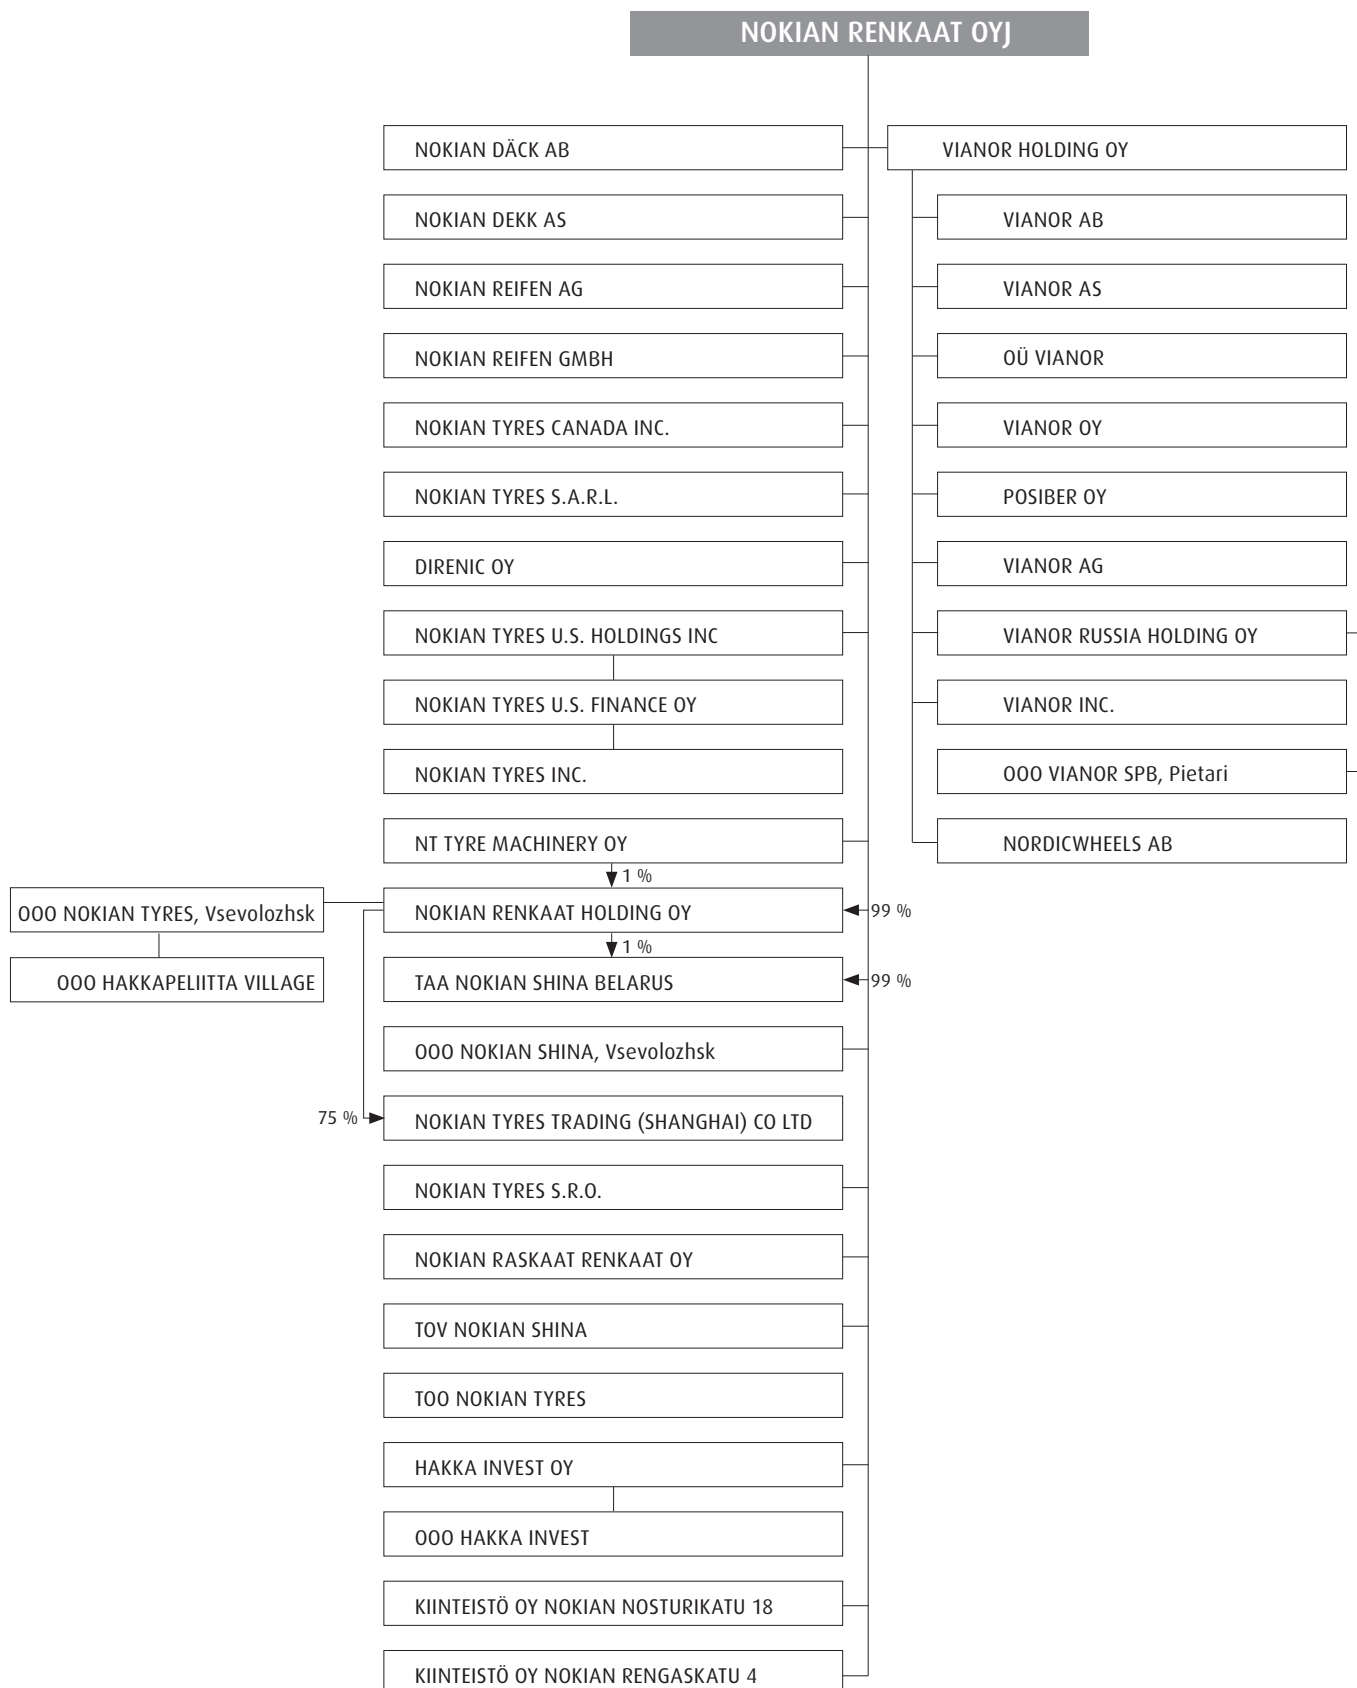 NOKIAN RENKAAT OYJ
NOKIAN DÄCK AB
VIANOR HOLDING OY
NOKIAN DEKK AS
VIANOR AB
NOKIAN REIFEN AG
VIANOR AS
NOKIAN REIFEN GMBH
OÜ VIANOR
NOKIAN TYRES CANADA INC.
VIANOR OY
NOKIAN TYRES S.A.R.L.
POSIBER OY
DIRENIC OY
VIANOR AG
NOKIAN TYRES U.S. HOLDINGS INC
VIANOR RUSSIA HOLDING OY
NOKIAN TYRES U.S. FINANCE OY
VIANOR INC.
NOKIAN TYRES INC.
OOO VIANOR SPB, Pietari
NT TYRE MACHINERY OY
NORDICWHEELS AB
1 %
OOO NOKIAN TYRES, Vsevolozhsk
NOKIAN RENKAAT HOLDING OY
99 %
1 %
OOO HAKKAPELIITTA VILLAGE
TAA NOKIAN SHINA BELARUS
99 %
OOO NOKIAN SHINA, Vsevolozhsk
75 %
NOKIAN TYRES TRADING (SHANGHAI) CO LTD
NOKIAN TYRES S.R.O.
NOKIAN RASKAAT RENKAAT OY
TOV NOKIAN SHINA
TOO NOKIAN TYRES
HAKKA INVEST OY
OOO HAKKA INVEST
KIINTEISTÖ OY NOKIAN NOSTURIKATU 18
KIINTEISTÖ OY NOKIAN RENGASKATU 4